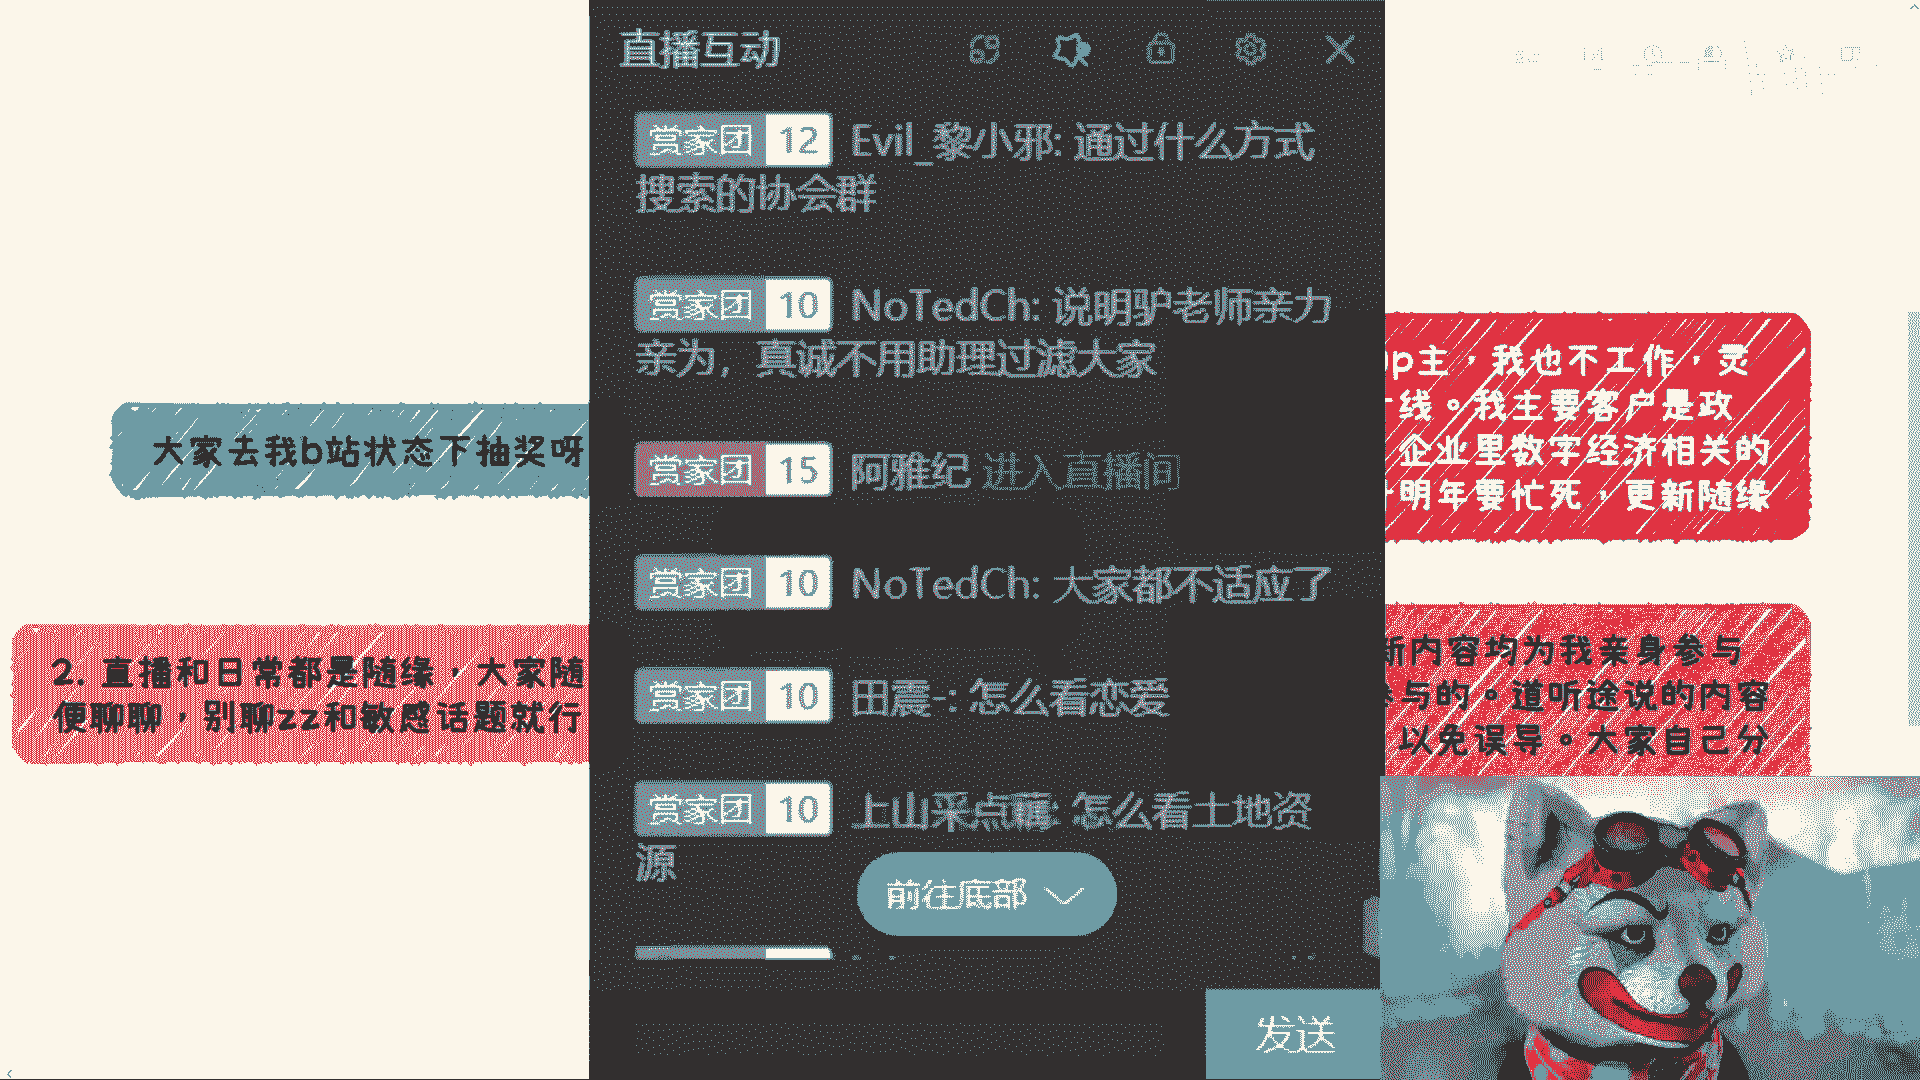 直播互动
赏家团 12 Evil_黎小邪: 通过什么方式
搜索的协会群
赏家团 10 NoTedCh: 说明驴老师亲力
亲为，真诚不用助理过滤大家
赏家团 15 阿雅纪 进入直播间
赏家团 10 NoTedCh: 大家都不适应了
赏家团 10 田震-: 怎么看恋爱
赏家团 10 上山采点藕: 怎么看土地资
源
前往底部
发送
大家去我b站状态下抽奖呀
2. 直播和日常都是随缘，大家随
便聊聊，别聊zz和敏感话题就行
up主，我也不工作，灵
线。我主要客户是政
企业里数字经济相关的
明年要忙死，更新随缘
新内容均为我亲身参与
参与的。道听途说的内容
以免误导。大家自己分